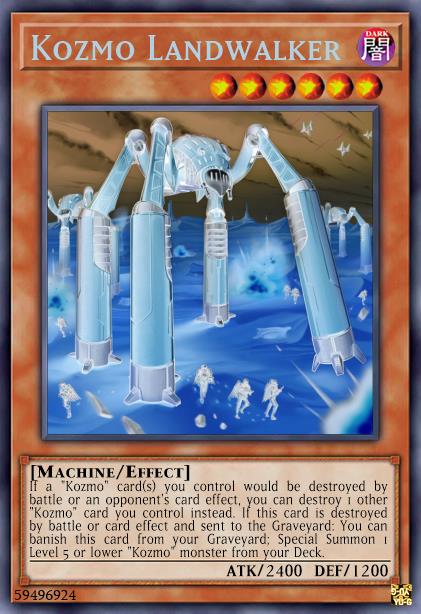 Kozmo Landwalker
DARK
闇
[Machine/Effect]
If a "Kozmo" card(s) you control would be destroyed by
battle or an opponent's card effect, you can destroy 1 other
"Kozmo" card you control instead. If this card is destroyed
by battle or card effect and sent to the Graveyard: You can
banish this card from your Graveyard; Special Summon 1
Level 5 or lower "Kozmo" monster from your Deck.
ATK/2400 DEF/1200
59496924